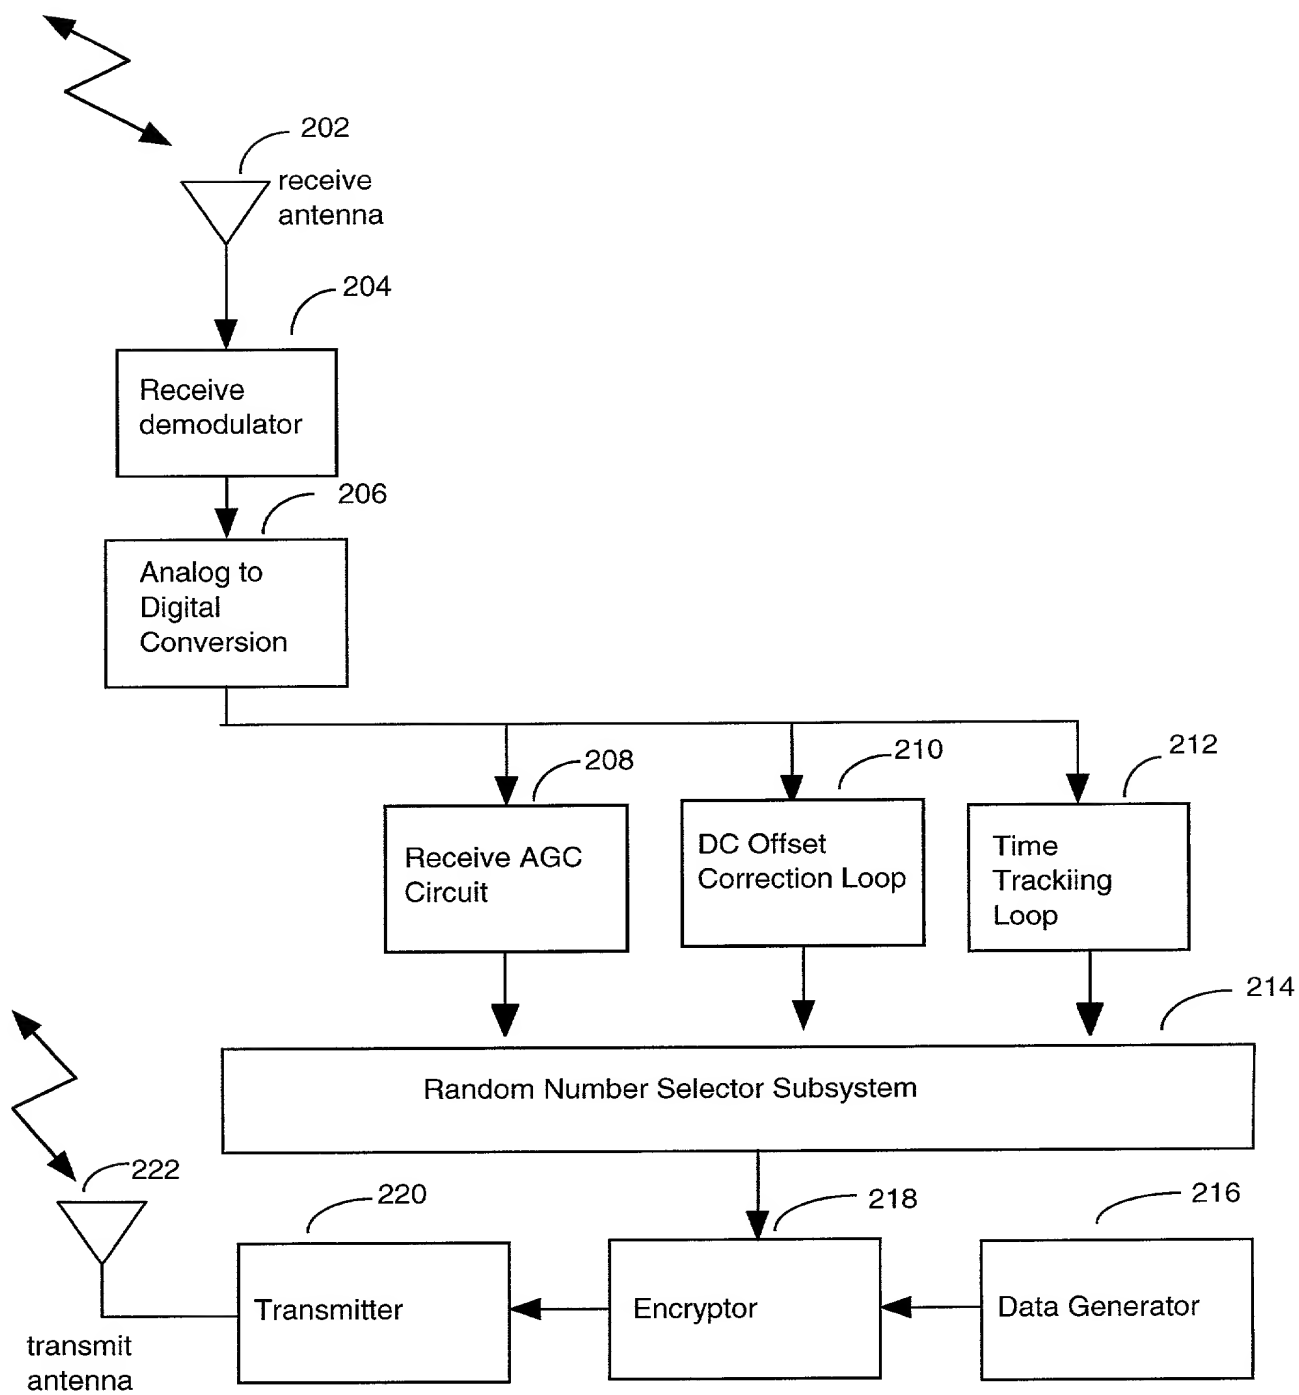 202
receive
antenna
204
Receive
demodulator
206
Analog to
Digital
Conversion
208
210
212
Receive AGC
Circuit
DC Offset
Correction Loop
Time
Trackiing
Loop
214
Random Number Selector Subsystem
222
220
218
216
Transmitter
Encryptor
Data Generator
transmit
antenna